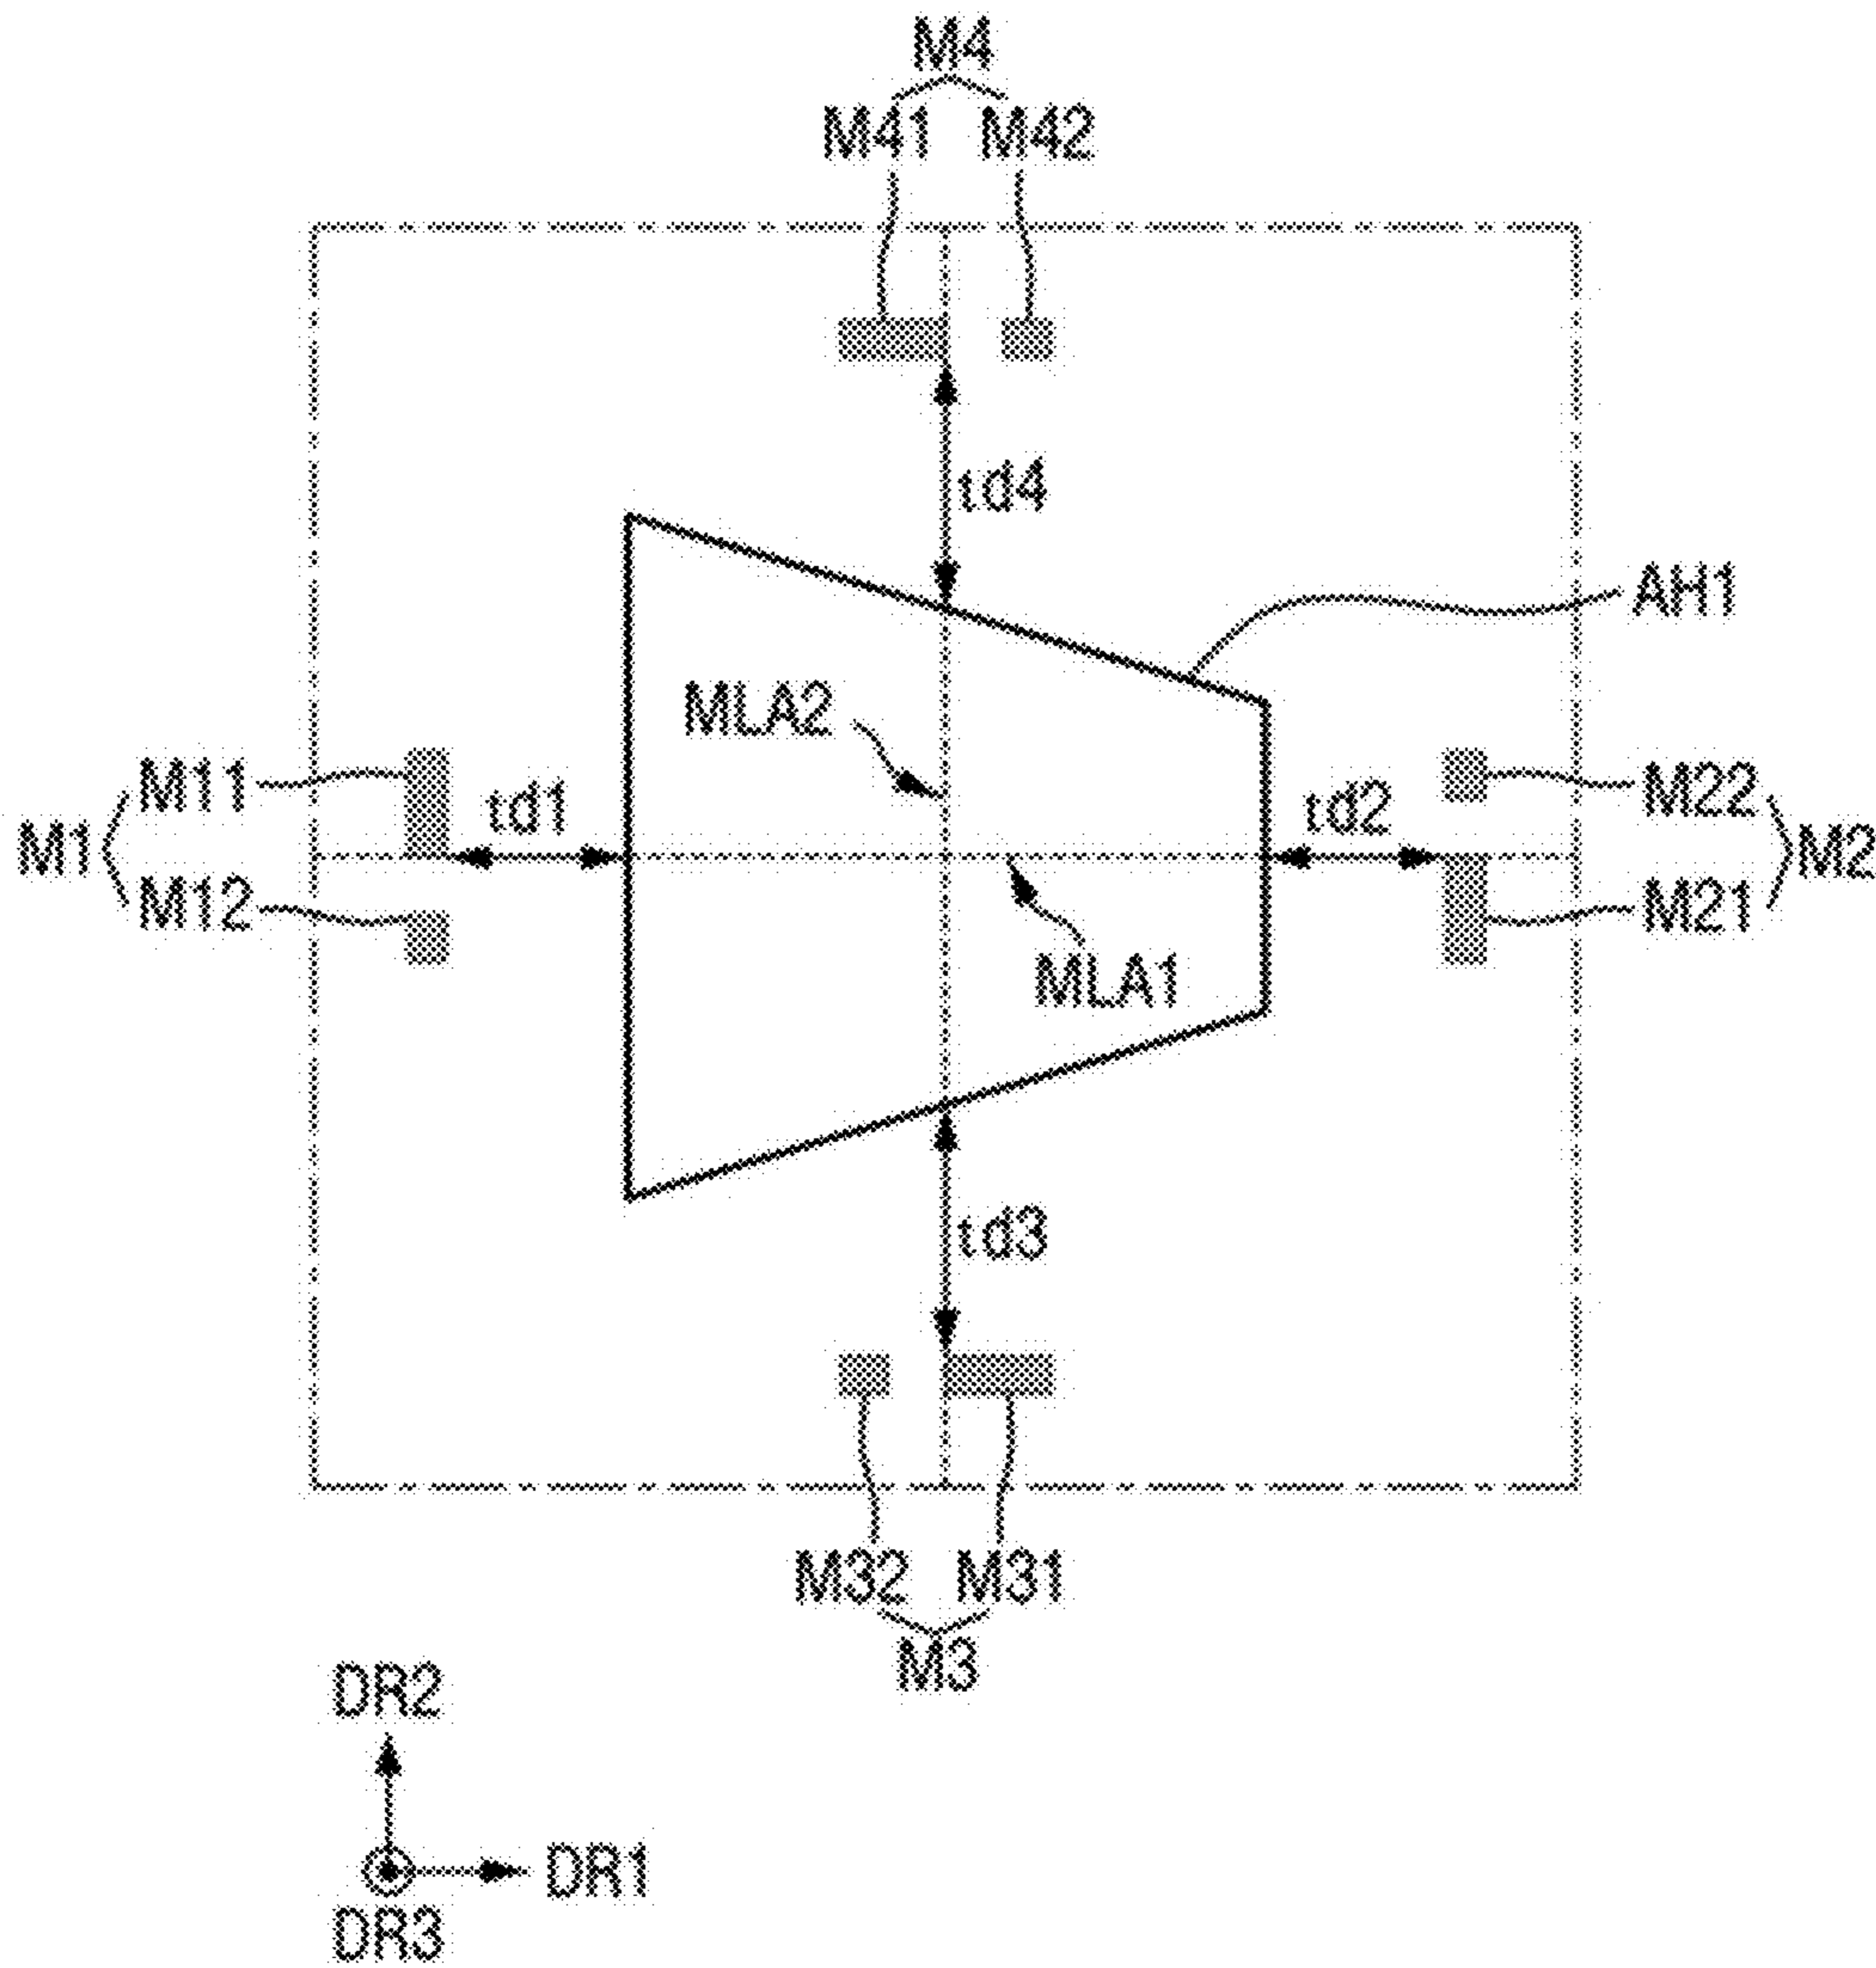 M4
M41 M42
td4
AH1
MLA2
M11 td1 td2 M22
M1 M2
M12 M21
MLA1
td3
M32 M31
M3
DR2
DR1
DR3